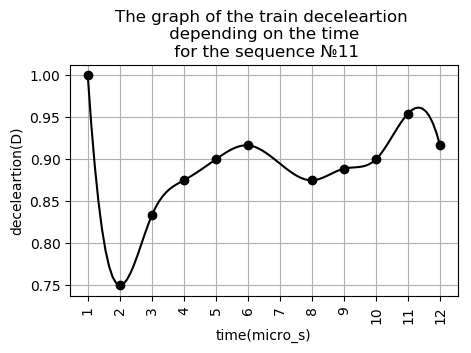 The graph of the train deceleartion
depending on the time
for the sequence №11
1.00
0.95
0.90
0.85
0.80
0.75
deceleartion(D)
1 2 3 4 5 6 7 8 9 10 11 12
time(micro_s)